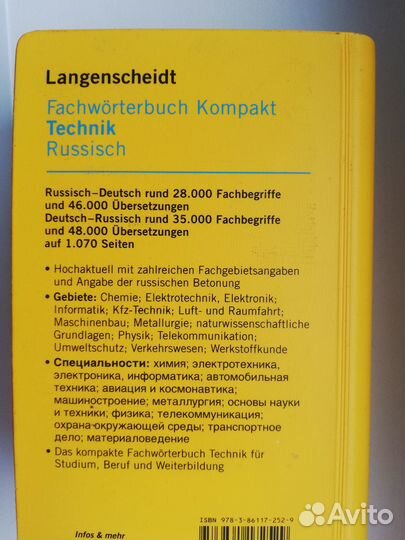 Langenscheidt
Fachwörterbuch Kompakt
Technik
Russisch
Russisch–Deutsch rund 28.000 Fachbegriffe
und 46.000 Übersetzungen
Deutsch–Russisch rund 35.000 Fachbegriffe
und 48.000 Übersetzungen
auf 1.070 Seiten
• Hochaktuell mit zahlreichen Fachgebietsangaben
und Angabe der russischen Betonung
• Gebiete: Chemie; Elektrotechnik, Elektronik;
Informatik; Kfz-Technik; Luft- und Raumfahrt;
Maschinenbau; Metallurgie; naturwissenschaftliche
Grundlagen; Physik; Telekommunikation;
Umweltschutz; Verkehrswesen; Werkstoffkunde
• Специальности: химия; электротехника,
электроника, информатика; автомобильная
техника; авиация и космонавтика;
машиностроение; металлургия; основы науки
и техники; физика; телекоммуникация;
охрана окружающей среды; транспортное
дело; материаловедение
• Das kompakte Fachwörterbuch Technik für
Studium, Beruf und Weiterbildung
ISBN 978-3-86117-252-9
Infos & mehr
Avito